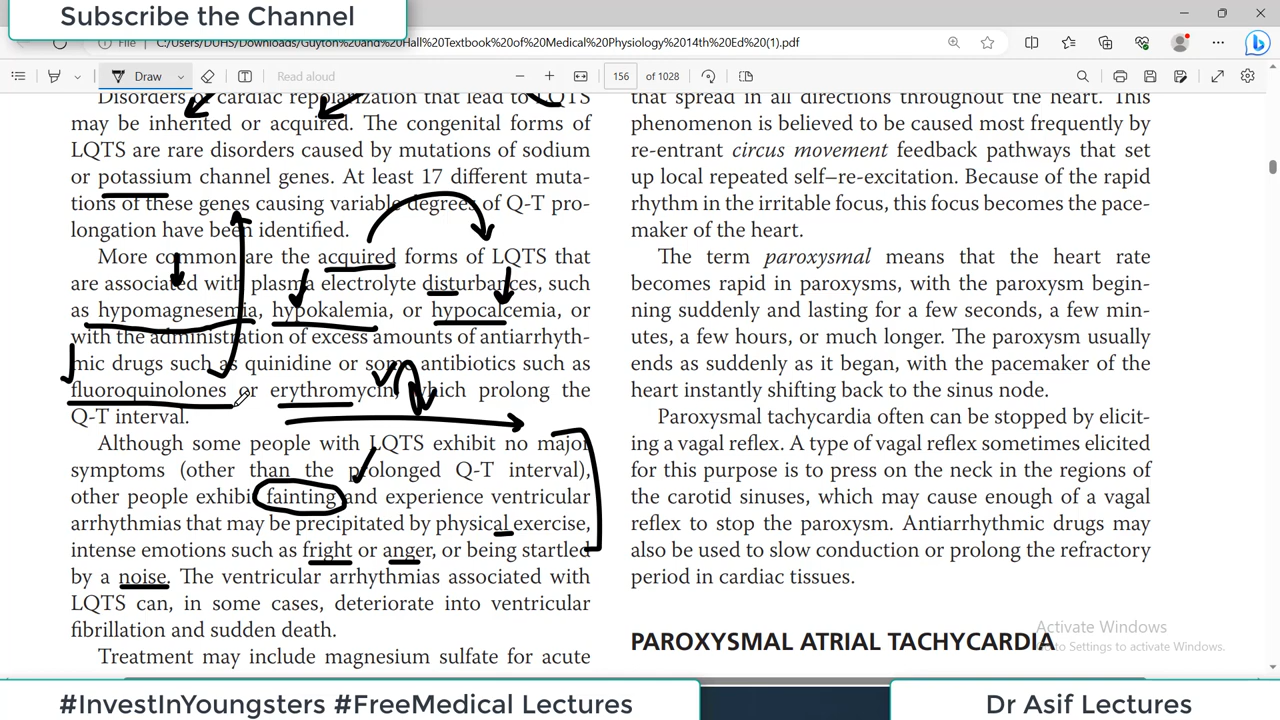 Subscribe the Channel
File
C:/Users/DUHS/Downloads/Guyton%20and%20Hall%20Textbook%20of%20Medical%20Physiology%2014th%20Ed%20(1).pdf
Draw
Read aloud
156 of 1028
Disorders of cardiac repolarization that lead to LQTS
may be inherited or acquired. The congenital forms of
LQTS are rare disorders caused by mutations of sodium
or potassium channel genes. At least 17 different muta-
tions of these genes causing variable degrees of Q-T pro-
longation have been identified.
More common are the acquired forms of LQTS that
are associated with plasma electrolyte disturbances, such
as hypomagnesemia, hypokalemia, or hypocalcemia, or
with the administration of excess amounts of antiarrhyth-
mic drugs such as quinidine or some antibiotics such as
fluoroquinolones or erythromycin, which prolong the
Q-T interval.
Although some people with LQTS exhibit no major
symptoms (other than the prolonged Q-T interval),
other people exhibit fainting and experience ventricular
arrhythmias that may be precipitated by physical exercise,
intense emotions such as fright or anger, or being startled
by a noise. The ventricular arrhythmias associated with
LQTS can, in some cases, deteriorate into ventricular
fibrillation and sudden death.
Treatment may include magnesium sulfate for acute
that spread in all directions throughout the heart. This
phenomenon is believed to be caused most frequently by
re-entrant circus movement feedback pathways that set
up local repeated self–re-excitation. Because of the rapid
rhythm in the irritable focus, this focus becomes the pace-
maker of the heart.
The term paroxysmal means that the heart rate
becomes rapid in paroxysms, with the paroxysm begin-
ning suddenly and lasting for a few seconds, a few min-
utes, a few hours, or much longer. The paroxysm usually
ends as suddenly as it began, with the pacemaker of the
heart instantly shifting back to the sinus node.
Paroxysmal tachycardia often can be stopped by elicit-
ing a vagal reflex. A type of vagal reflex sometimes elicited
for this purpose is to press on the neck in the regions of
the carotid sinuses, which may cause enough of a vagal
reflex to stop the paroxysm. Antiarrhythmic drugs may
also be used to slow conduction or prolong the refractory
period in cardiac tissues.
PAROXYSMAL ATRIAL TACHYCARDIA
Activate Windows
Go to Settings to activate Windows.
#InvestInYoungsters #FreeMedical Lectures
Dr Asif Lectures